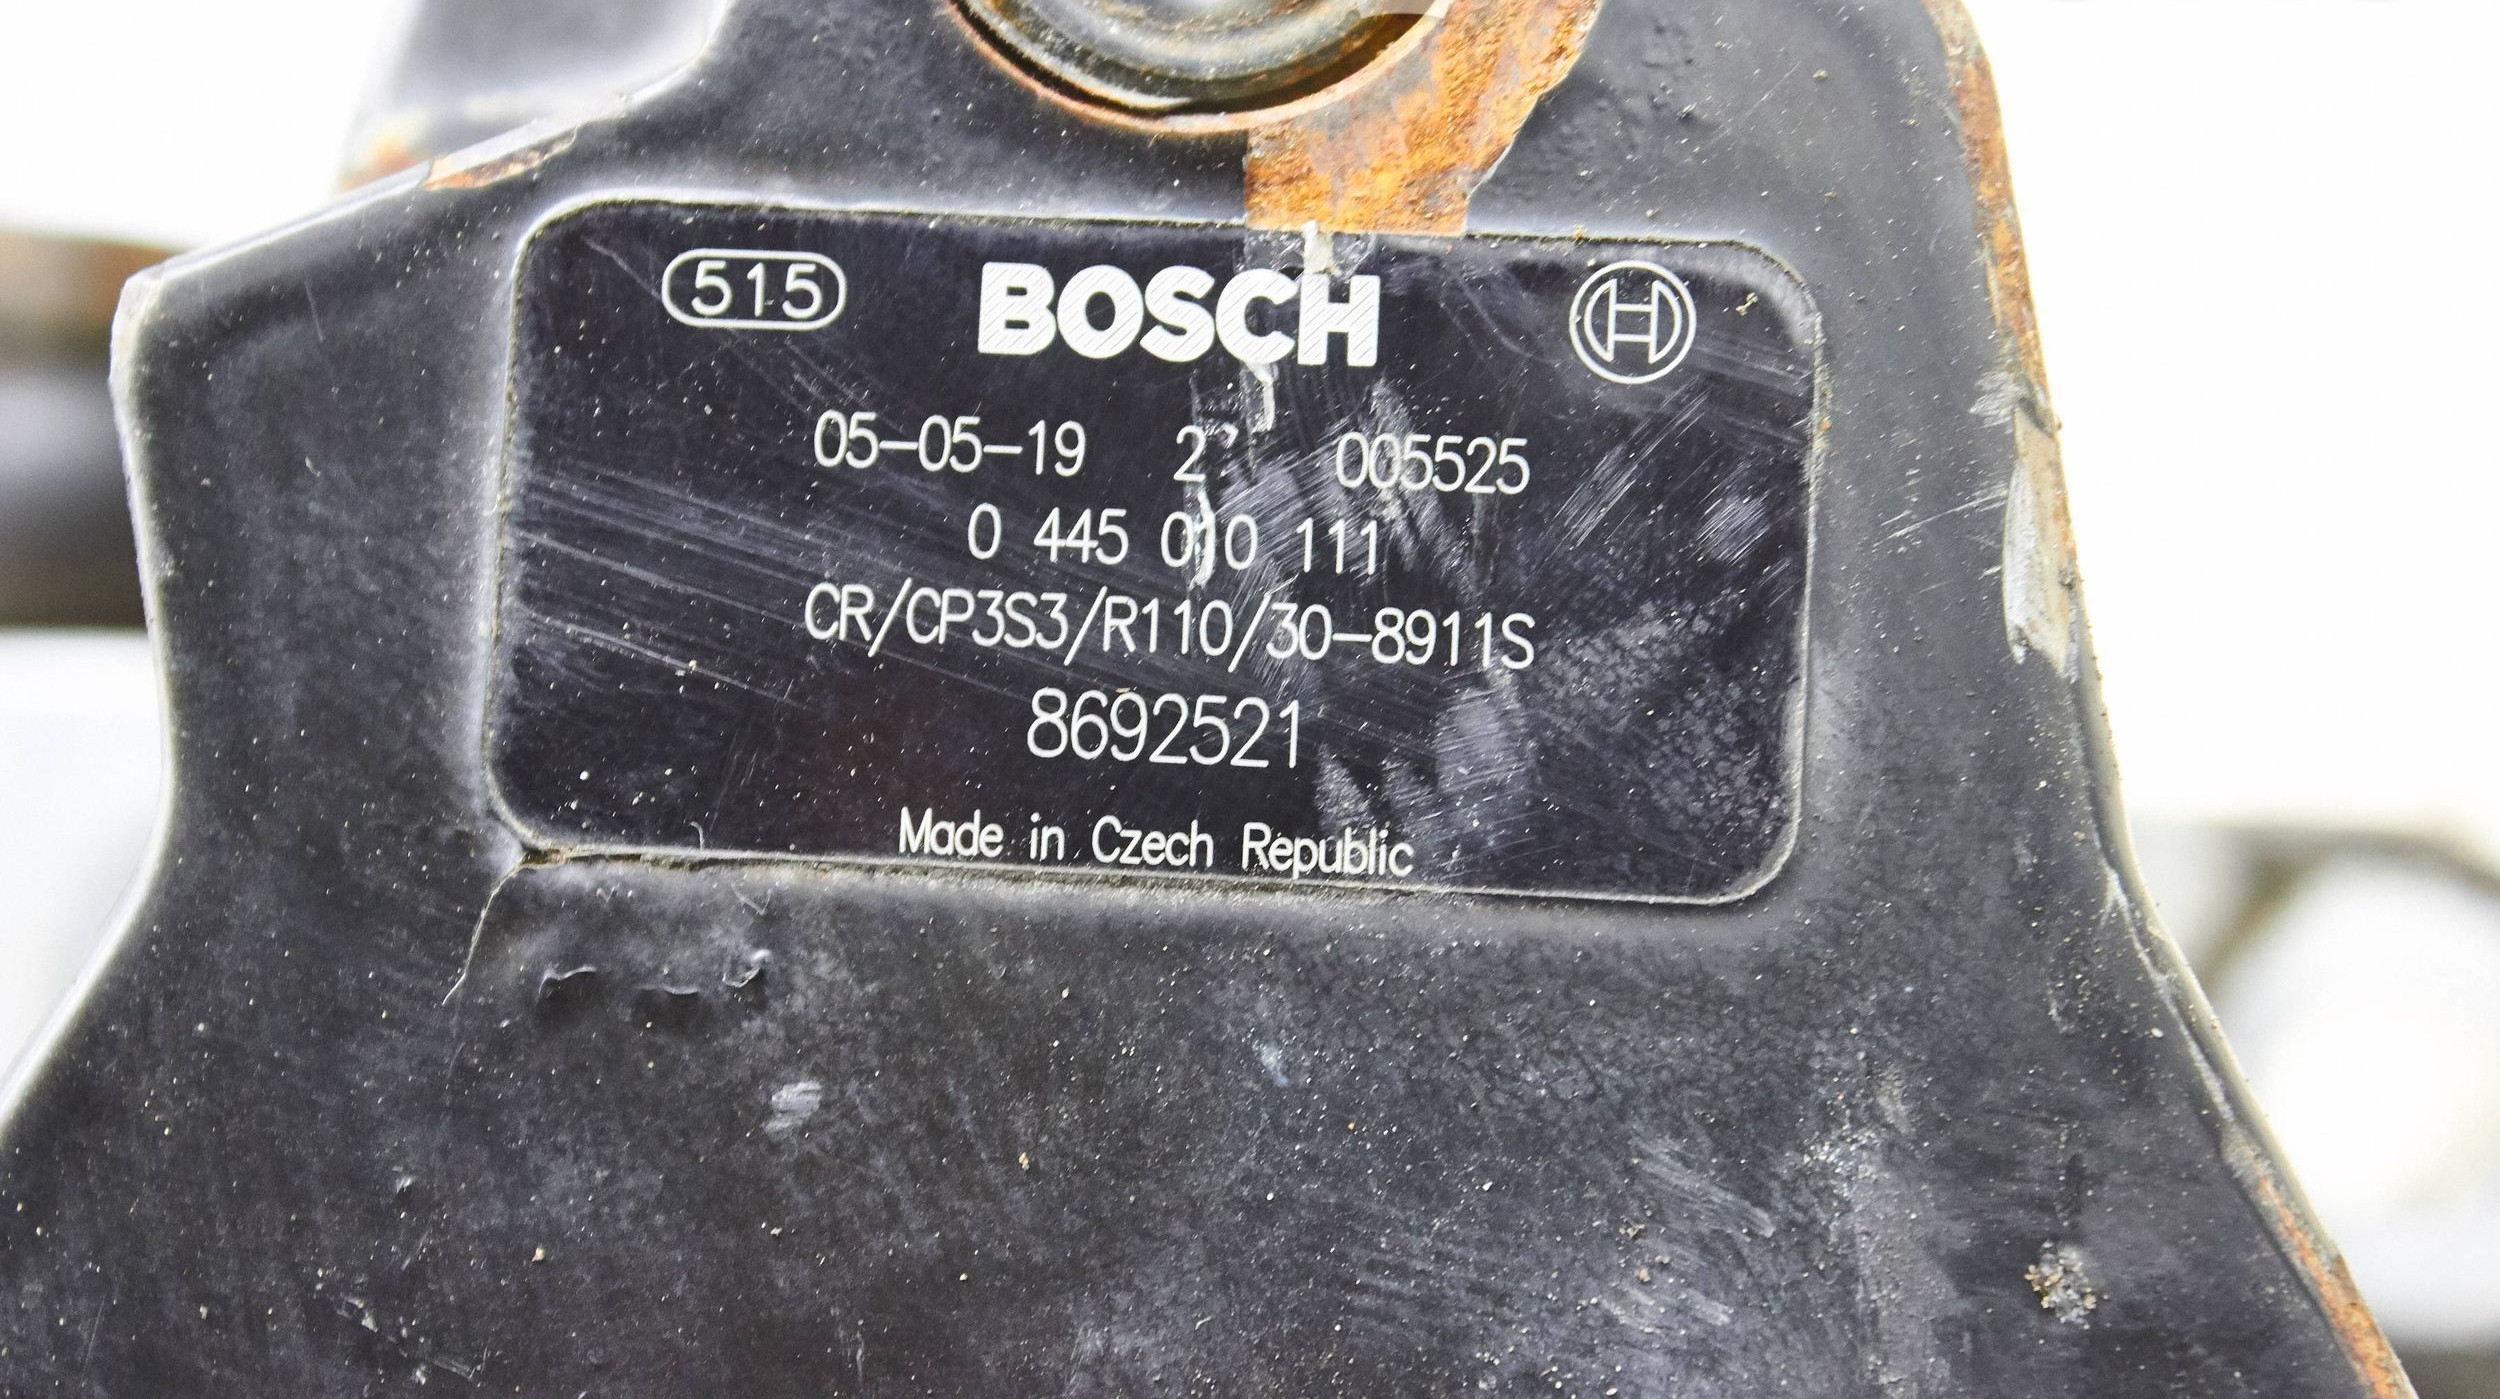 515 BOSCH
05-05-19 005525
0 445 010 111
CR/CP3S3/R110/30-8911S
8692521
Made in Czech Republic